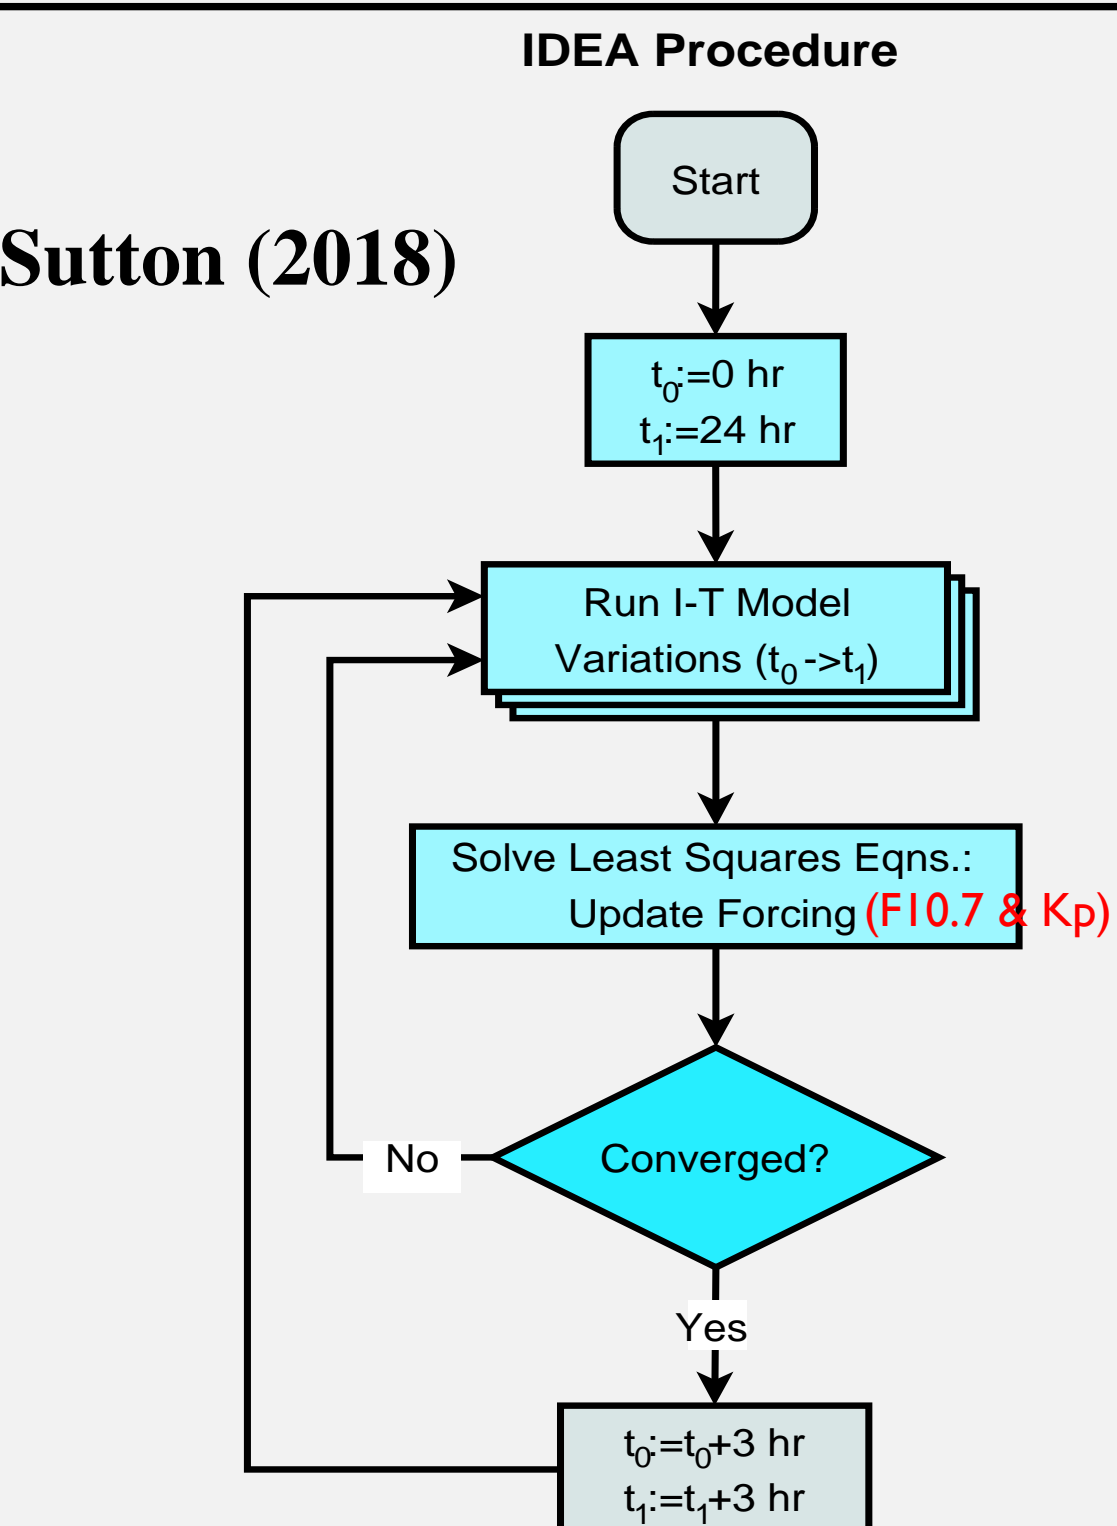 IDEA Procedure
Start
Sutton (2018)
t₀:=0 hr
t₁:=24 hr
Run I-T Model
Variations (t₀->t₁)
Solve Least Squares Eqns.:
Update Forcing (F10.7 & Kp)
Converged?
No
Yes
t₀:=t₀+3 hr
t₁:=t₁+3 hr